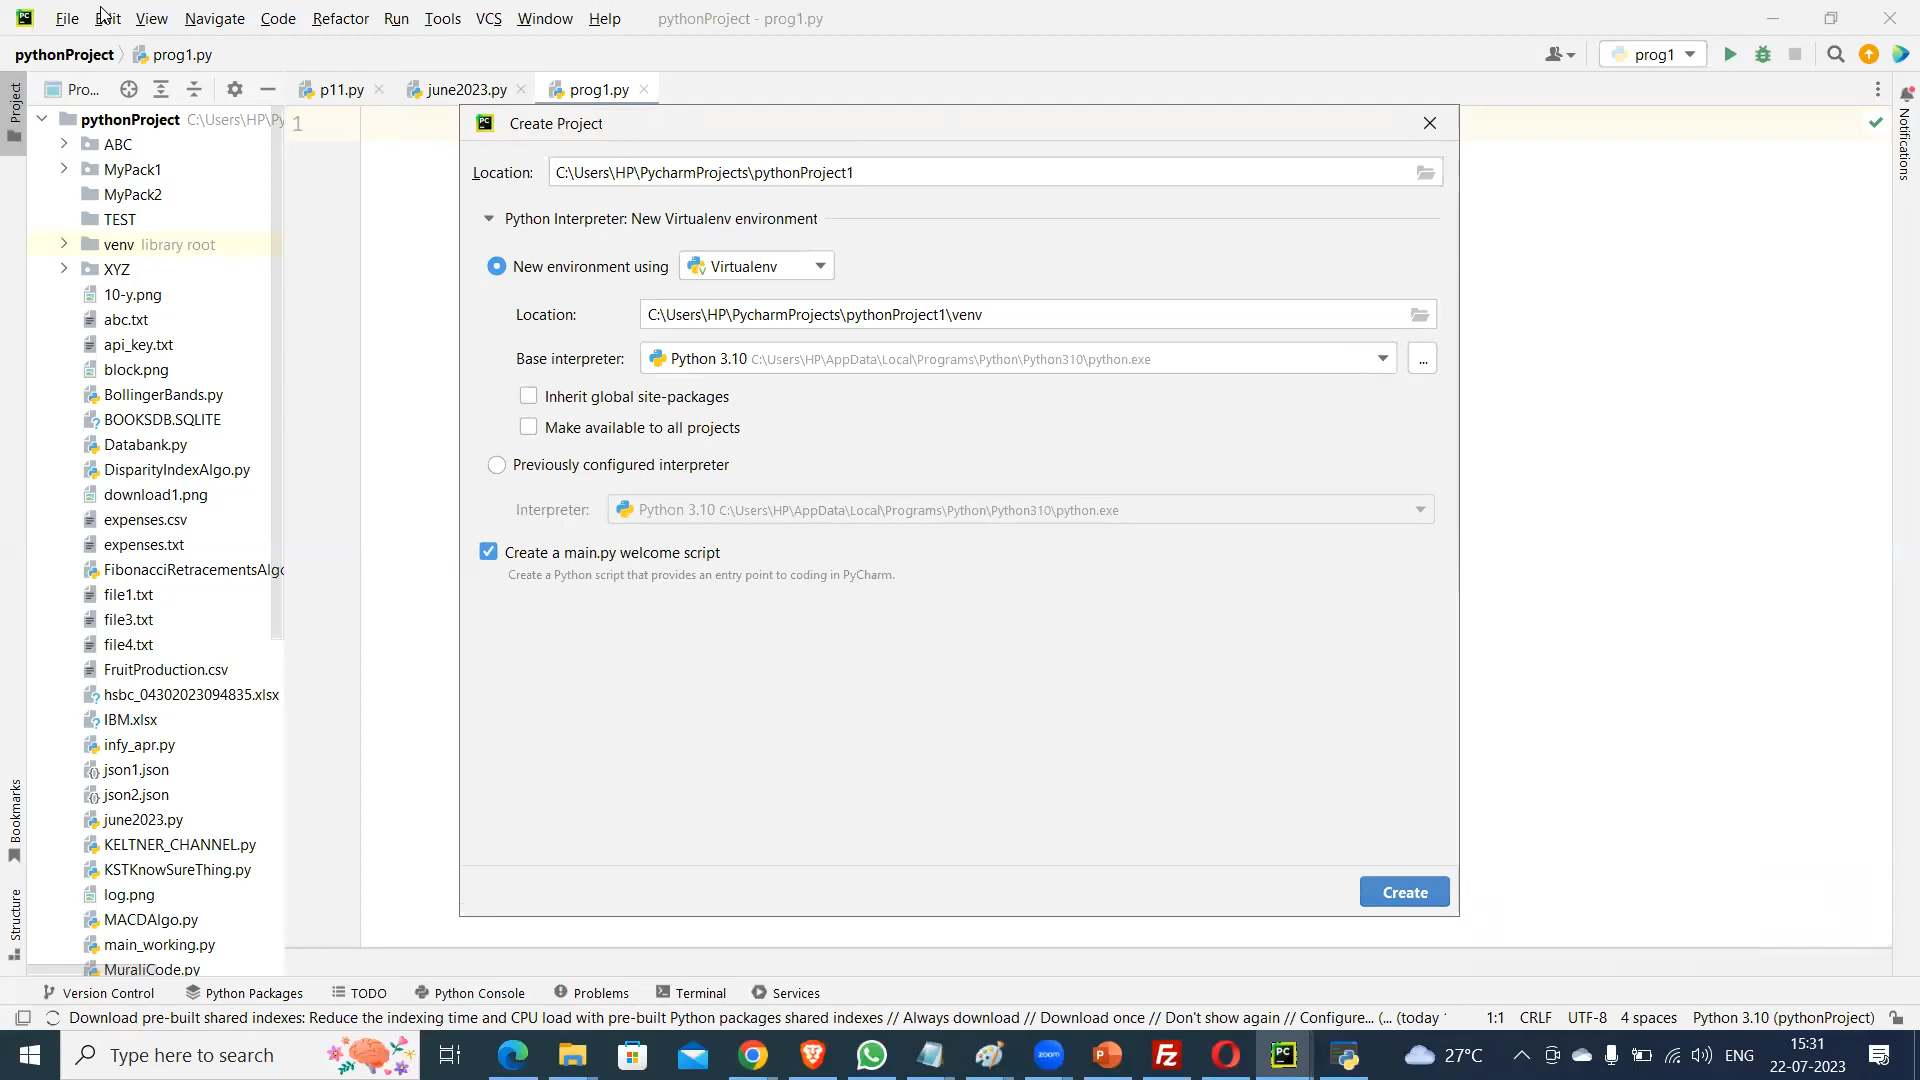 File Edit View Navigate Code Refactor Run Tools VCS Window Help pythonProject - prog1.py
pythonProject prog1.py
prog1
Project
Pro...
p11.py
june2023.py
prog1.py
Notifications
pythonProject C:\Users\HP\Py
ABC
MyPack1
MyPack2
TEST
venv library root
XYZ
10-y.png
abc.txt
api_key.txt
block.png
BollingerBands.py
BOOKSDB.SQLITE
Databank.py
DisparityIndexAlgo.py
download1.png
expenses.csv
expenses.txt
FibonacciRetracementsAlgo
file1.txt
file3.txt
file4.txt
FruitProduction.csv
hsbc_04302023094835.xlsx
IBM.xlsx
infy_apr.py
json1.json
json2.json
june2023.py
KELTNER_CHANNEL.py
KSTKnowSureThing.py
log.png
MACDAlgo.py
main_working.py
MuraliCode.py
Bookmarks
Structure
1
Create Project
Location: C:\Users\HP\PycharmProjects\pythonProject1
Python Interpreter: New Virtualenv environment
New environment using Virtualenv
Location: C:\Users\HP\PycharmProjects\pythonProject1\venv
Base interpreter: Python 3.10 C:\Users\HP\AppData\Local\Programs\Python\Python310\python.exe ...
Inherit global site-packages
Make available to all projects
Previously configured interpreter
Interpreter: Python 3.10 C:\Users\HP\AppData\Local\Programs\Python\Python310\python.exe
Create a main.py welcome script
Create a Python script that provides an entry point to coding in PyCharm.
Create
Version Control Python Packages TODO Python Console Problems Terminal Services
Download pre-built shared indexes: Reduce the indexing time and CPU load with pre-built Python packages shared indexes // Always download // Download once // Don't show again // Configure... (... (today 1:1 CRLF UTF-8 4 spaces Python 3.10 (pythonProject)
Type here to search
zoom
27°C
ENG
15:31
22-07-2023